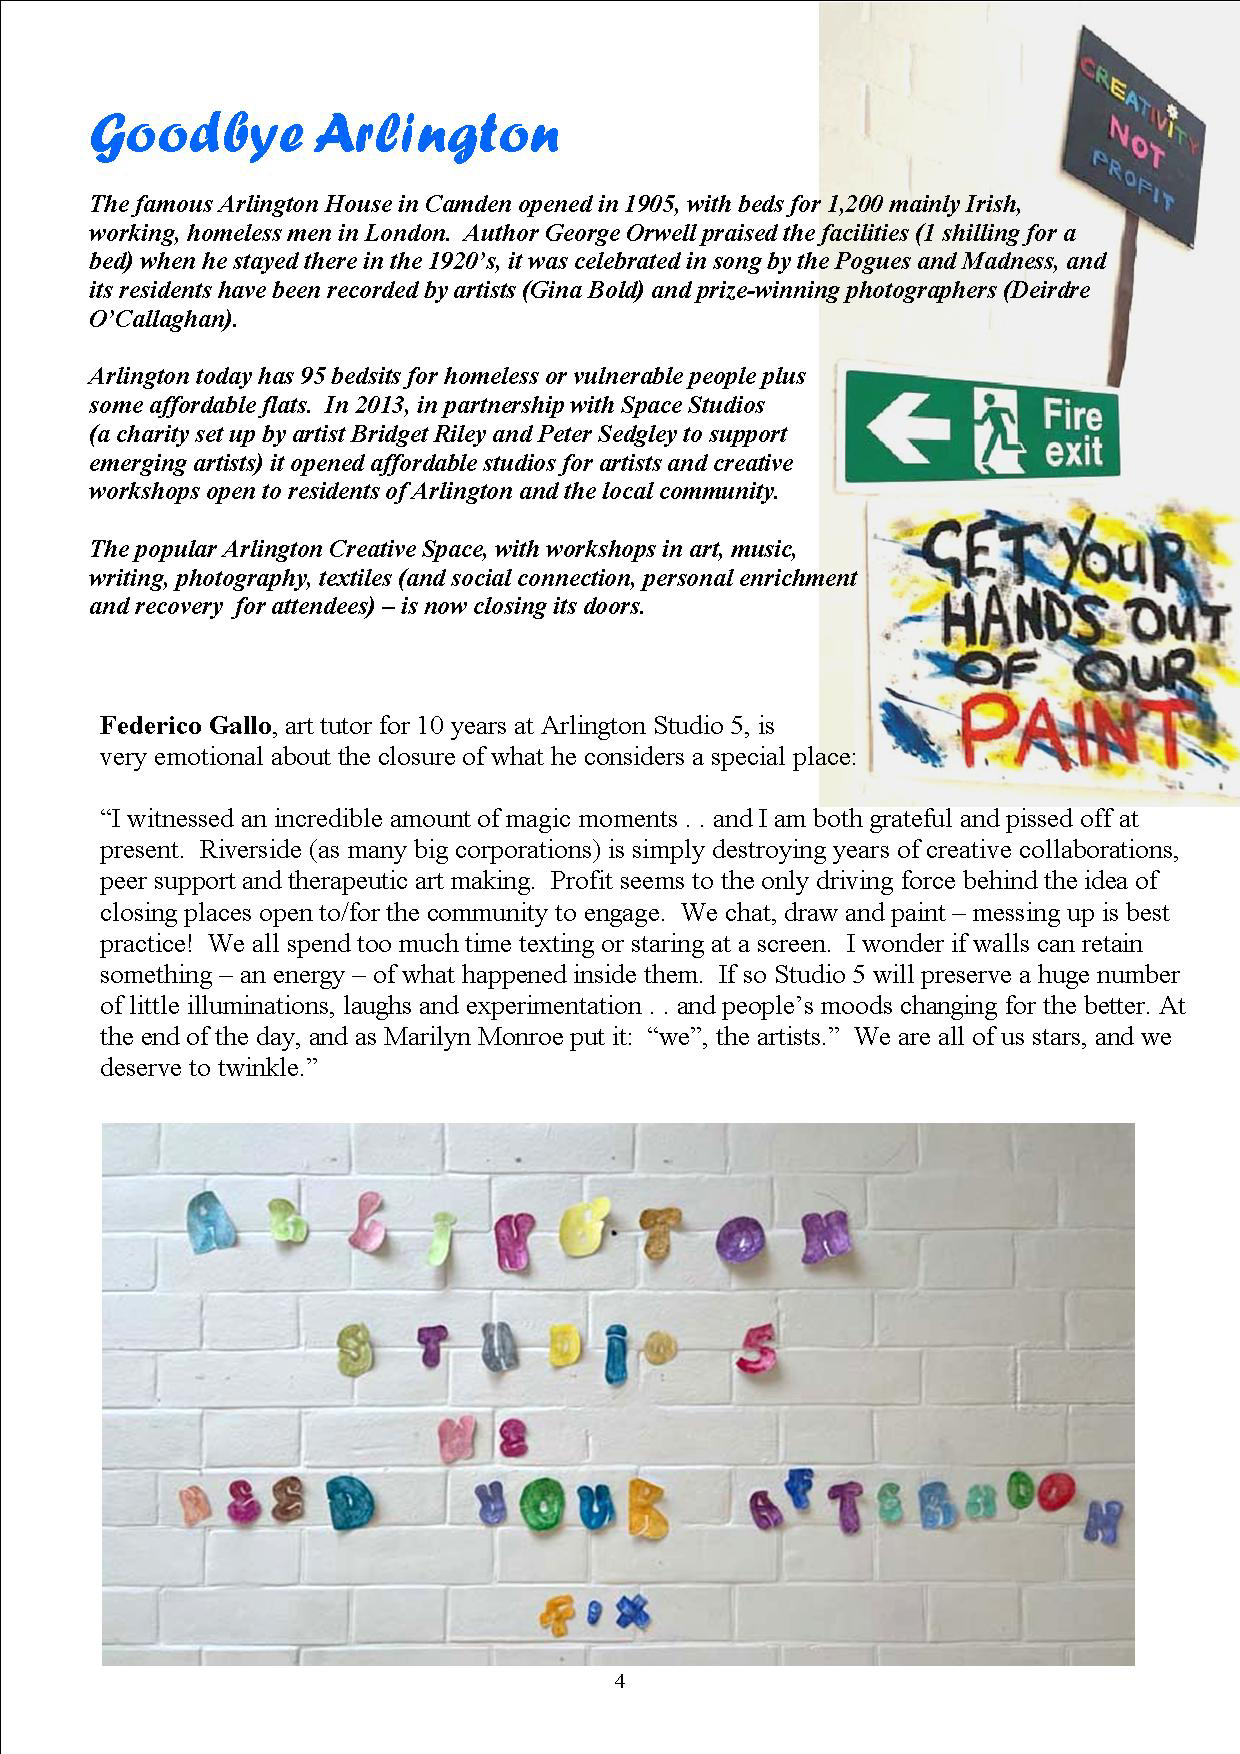 Goodbye Arlington
The famous Arlington House in Camden opened in 1905, with beds for 1,200 mainly Irish,
working, homeless men in London.  Author George Orwell praised the facilities (1 shilling for a
bed) when he stayed there in the 1920’s, it was celebrated in song by the Pogues and Madness, and
its residents have been recorded by artists (Gina Bold) and prize-winning photographers (Deirdre
O’Callaghan).
Arlington today has 95 bedsits for homeless or vulnerable people plus
some affordable flats.  In 2013, in partnership with Space Studios
(a charity set up by artist Bridget Riley and Peter Sedgley to support
emerging artists) it opened affordable studios for artists and creative
workshops open to residents of Arlington and the local community.
The popular Arlington Creative Space, with workshops in art, music,
writing, photography, textiles (and social connection, personal enrichment
and recovery  for attendees) – is now closing its doors.
CREATIVITY
NOT
PROFIT
Fire
exit
GET YOUR
HANDS OUT
OF OUR
PAINT
Federico Gallo, art tutor for 10 years at Arlington Studio 5, is
very emotional about the closure of what he considers a special place:
“I witnessed an incredible amount of magic moments . . and I am both grateful and pissed off at
present.  Riverside (as many big corporations) is simply destroying years of creative collaborations,
peer support and therapeutic art making.  Profit seems to the only driving force behind the idea of
closing places open to/for the community to engage.  We chat, draw and paint – messing up is best
practice!  We all spend too much time texting or staring at a screen.  I wonder if walls can retain
something – an energy – of what happened inside them.  If so Studio 5 will preserve a huge number
of little illuminations, laughs and experimentation . . and people’s moods changing for the better. At
the end of the day, and as Marilyn Monroe put it:  “we”, the artists.”  We are all of us stars, and we
deserve to twinkle.”
ARLiNGTON
STUDiO 5
WE
NEED YOUR AFTERNOON
FiX
4